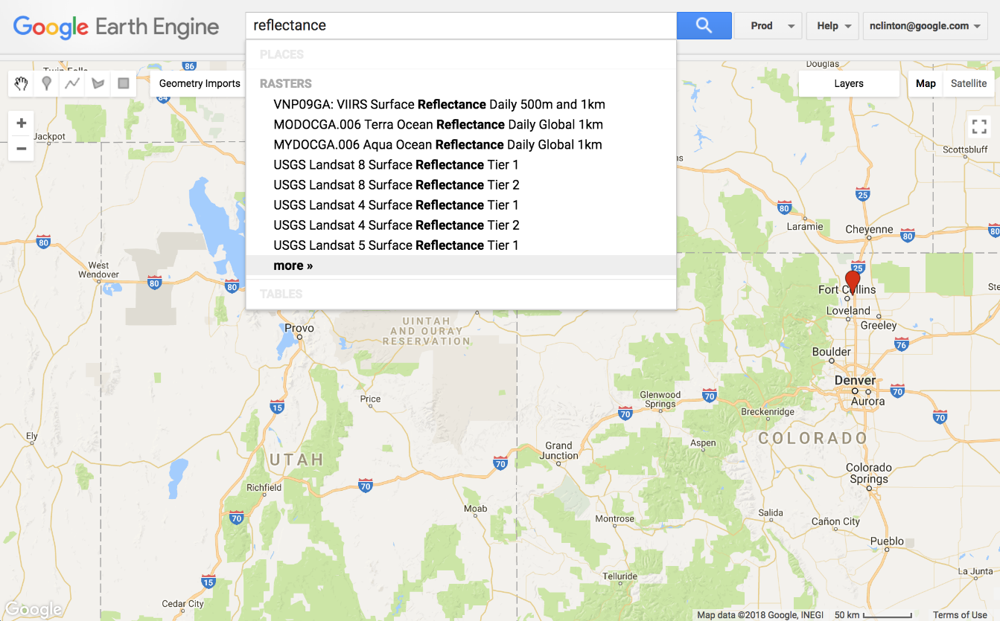 Google Earth Engine
reflectance
Prod
Help
nclinton@google.com
PLACES
RASTERS
VNP09GA: VIIRS Surface Reflectance Daily 500m and 1km
MODOCGA.006 Terra Ocean Reflectance Daily Global 1km
MYDOCGA.006 Aqua Ocean Reflectance Daily Global 1km
USGS Landsat 8 Surface Reflectance Tier 1
USGS Landsat 8 Surface Reflectance Tier 2
USGS Landsat 4 Surface Reflectance Tier 1
USGS Landsat 4 Surface Reflectance Tier 2
USGS Landsat 5 Surface Reflectance Tier 1
more »
TABLES
Geometry Imports
Layers
Map
Satellite
+
−
86
84
Douglas
Jackpot
Scottsbluff
25
80
Laramie
Cheyenne
80
80
80
West
Wendover
80
80
25
Fort Collins
Loveland
Greeley
Provo
UINTAH
AND OURAY
RESERVATION
Boulder
76
Denver
70
Aurora
15
Price
Glenwood
Springs
70
70
Breckenridge
70
Ely
UTAH
Grand
Junction
70
Aspen
COLORADO
Richfield
70
Colorado
Springs
70
Moab
Montrose
Salida
Cañon City
Pueblo
15
Telluride
La Junta
Cedar City
Google
Map data ©2018 Google, INEGI
50 km
Terms of Use